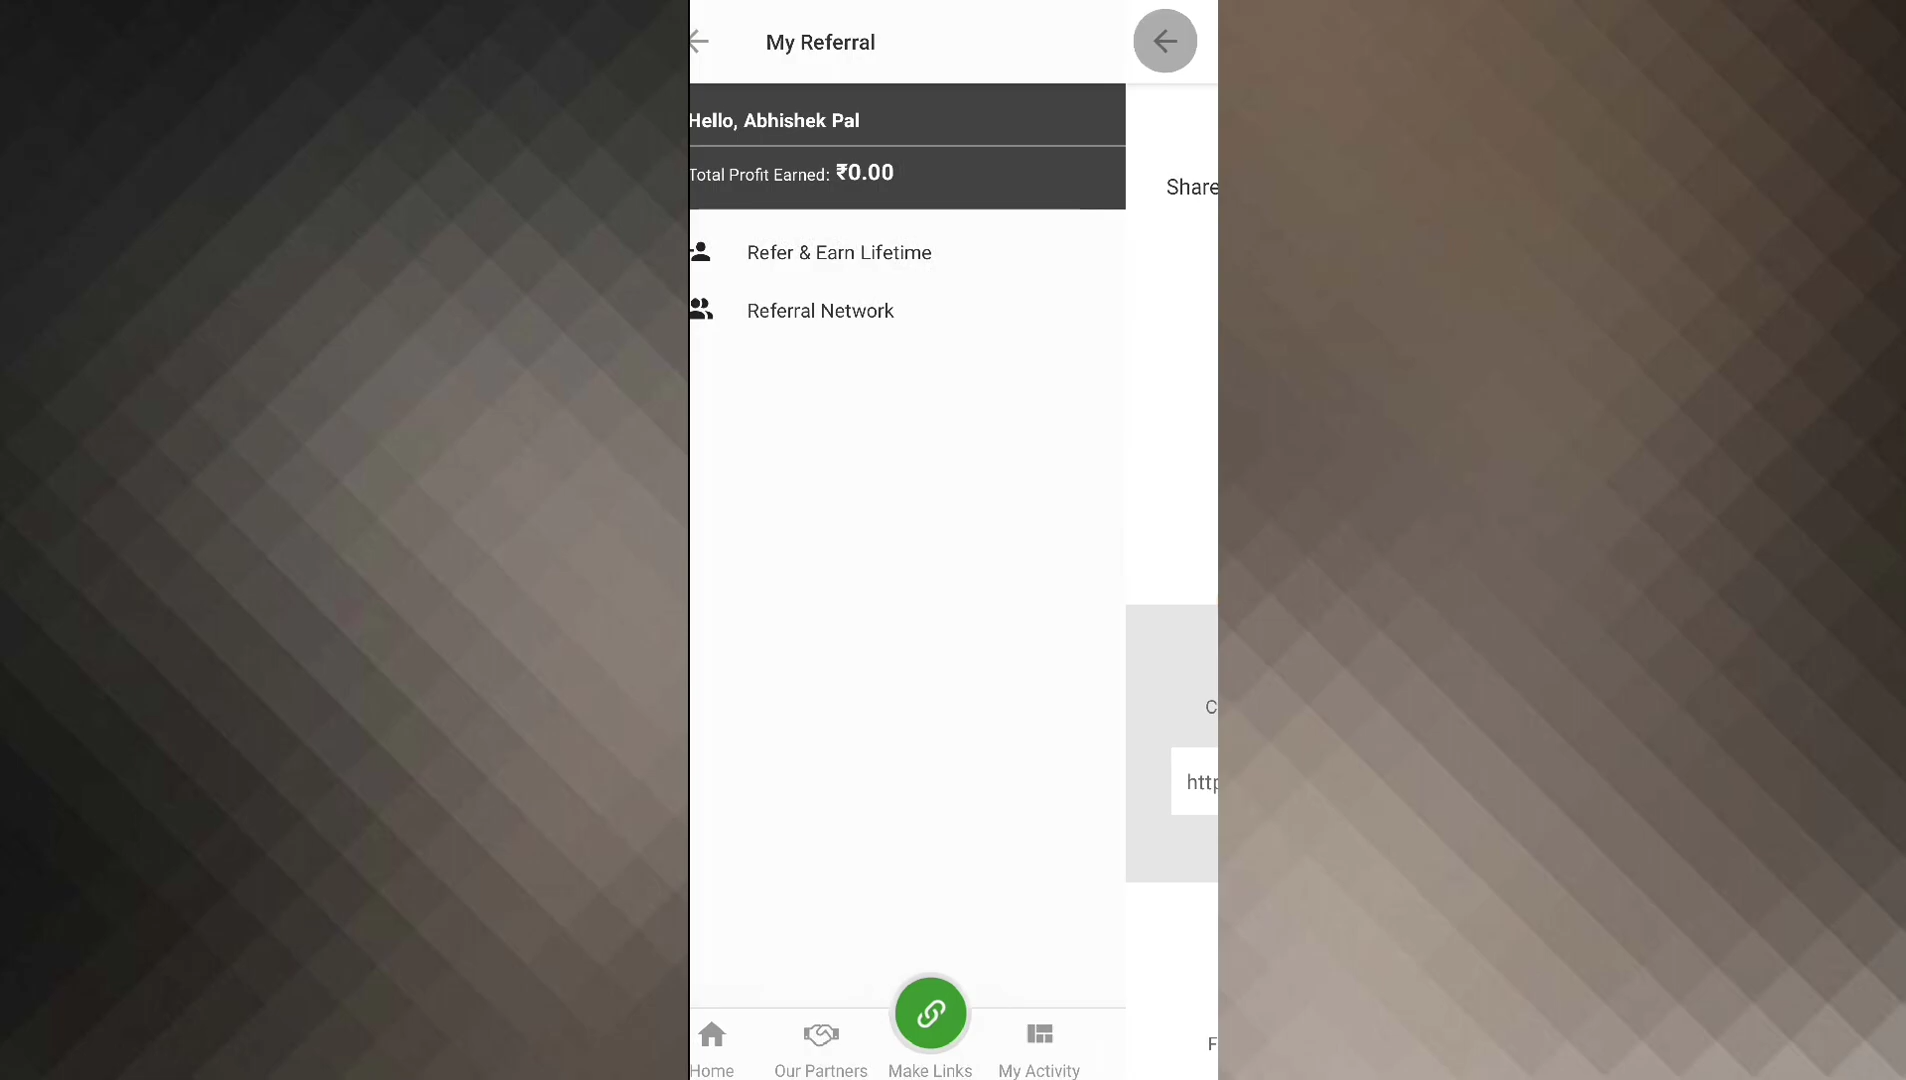 My Referral
Hello, Abhishek Pal
Total Profit Earned: ₹0.00
Share
Refer & Earn Lifetime
Referral Network
C
http
F
Home
Our Partners
Make Links
My Activity